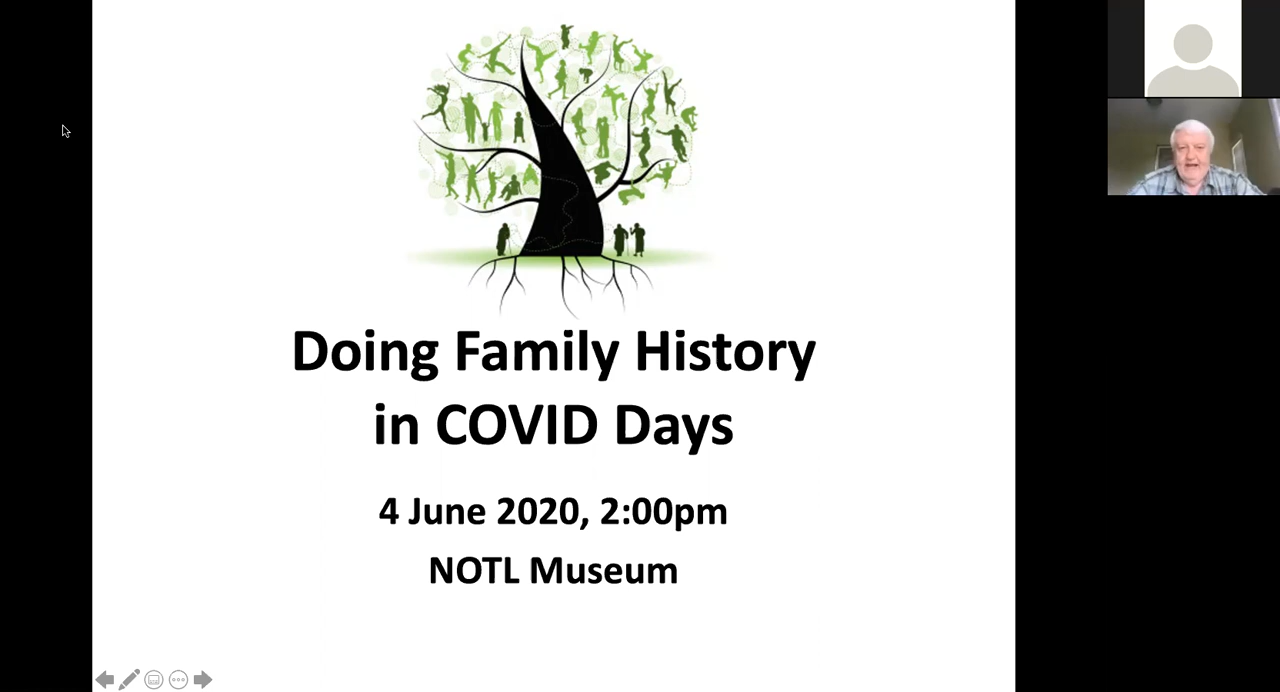 Doing Family History
in COVID Days
4 June 2020, 2:00pm
NOTL Museum